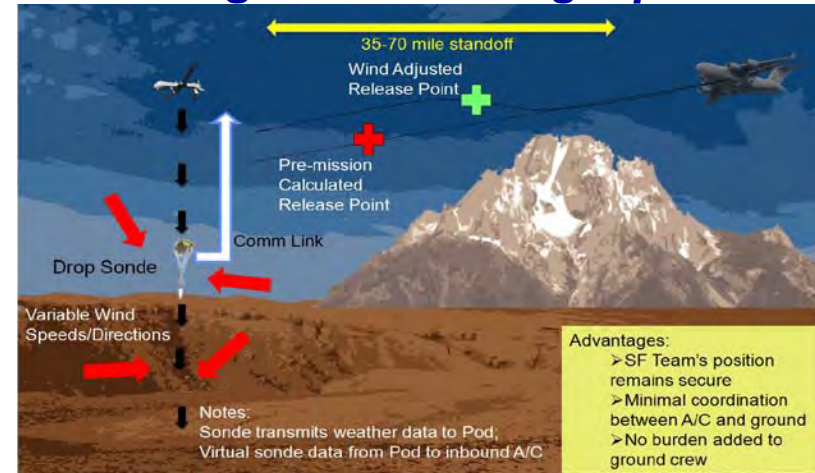 35-70 mile standoff
Wind Adjusted
Release Point
Pre-mission
Calculated
Release Point
Comm Link
Drop Sonde
Variable Wind
Speeds/Directions
Notes:
Sonde transmits weather data to Pod;
Virtual sonde data from Pod to inbound A/C
Advantages:
➢SF Team's position
remains secure
➢Minimal coordination
between A/C and ground
➢No burden added to
ground crew